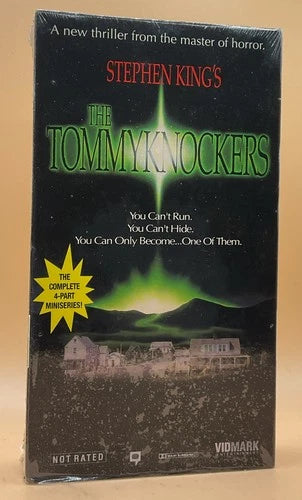 A new thriller from the master of horror.
STEPHEN KING'S
THE
TOMMYKNOCKERS
You Can't Run.
You Can't Hide.
You Can Only Become...One Of Them.
THE
COMPLETE
4-PART
MINISERIES!
NOT RATED
VIDMARK